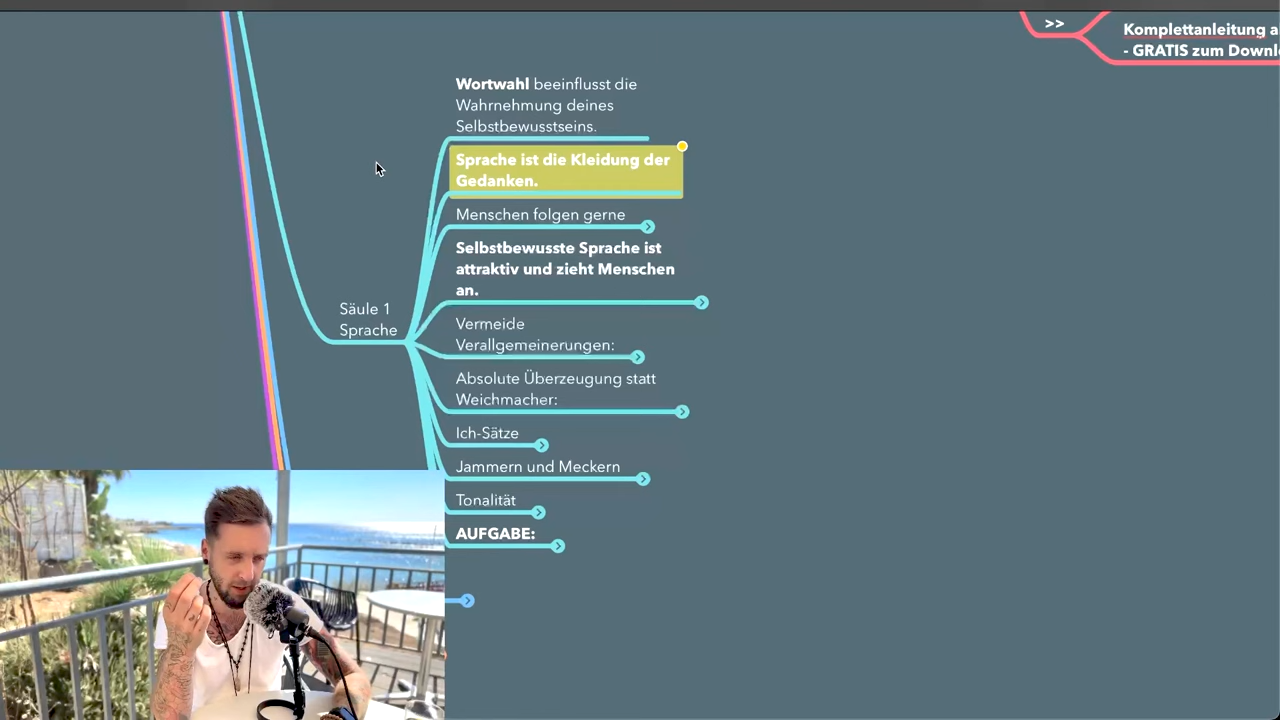 >>
Komplettanleitung a
- GRATIS zum Downl
Wortwahl beeinflusst die
Wahrnehmung deines
Selbstbewusstseins.
Sprache ist die Kleidung der
Gedanken.
Menschen folgen gerne
Selbstbewusste Sprache ist
attraktiv und zieht Menschen
an.
Säule 1
Sprache
Vermeide
Verallgemeinerungen:
Absolute Überzeugung statt
Weichmacher:
Ich-Sätze
Jammern und Meckern
Tonalität
AUFGABE: